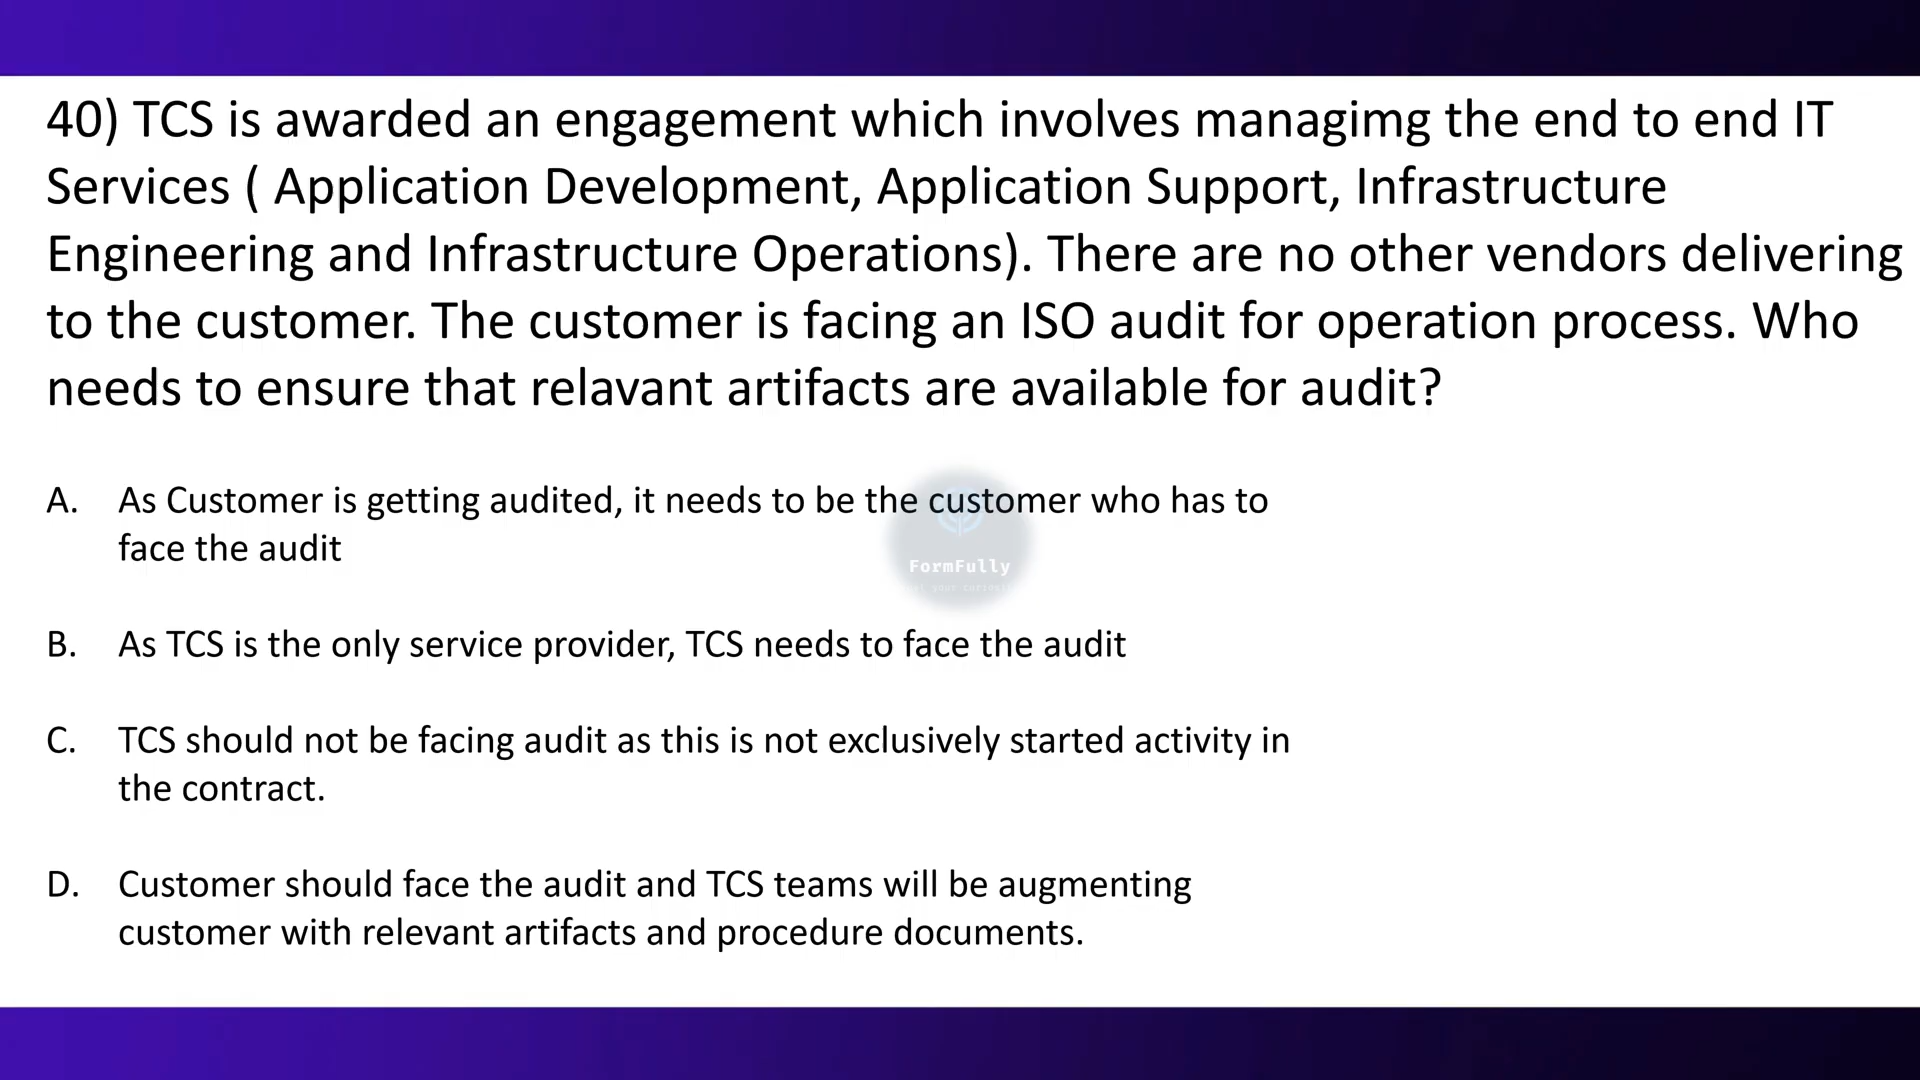 40) TCS is awarded an engagement which involves managimg the end to end IT
Services ( Application Development, Application Support, Infrastructure
Engineering and Infrastructure Operations). There are no other vendors delivering
to the customer. The customer is facing an ISO audit for operation process. Who
needs to ensure that relavant artifacts are available for audit?
A. As Customer is getting audited, it needs to be the customer who has to
face the audit
FormFully
B. As TCS is the only service provider, TCS needs to face the audit
C. TCS should not be facing audit as this is not exclusively started activity in
the contract.
D. Customer should face the audit and TCS teams will be augmenting
customer with relevant artifacts and procedure documents.